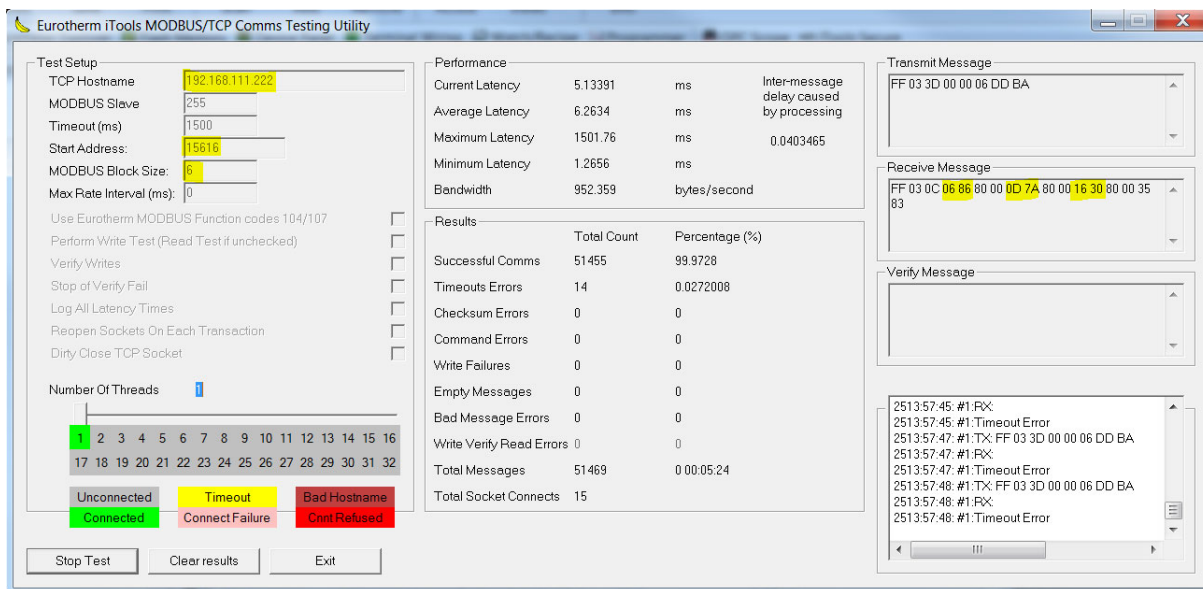 Eurotherm iTools MODBUS/TCP Comms Testing Utility
Test Setup
TCP Hostname 192.168.111.222
MODBUS Slave 255
Timeout (ms) 1500
Start Address: 15616
MODBUS Block Size: 6
Max Rate Interval (ms): 0
Use Eurotherm MODBUS Function codes 104/107
Perform Write Test (Read Test if unchecked)
Verify Writes
Stop of Verify Fail
Log All Latency Times
Reopen Sockets On Each Transaction
Dirty Close TCP Socket
Number Of Threads 1
1 2 3 4 5 6 7 8 9 10 11 12 13 14 15 16
17 18 19 20 21 22 23 24 25 26 27 28 29 30 31 32
Unconnected Timeout Bad Hostname
Connected Connect Failure Cnnt Refused
Stop Test Clear results Exit
Performance
Current Latency 5.13391 ms
Average Latency 6.2634 ms
Maximum Latency 1501.76 ms
Minimum Latency 1.2656 ms
Bandwidth 952.359 bytes/second
Inter-message
delay caused
by processing
0.0403465
Results
Total Count Percentage (%)
Successful Comms 51455 99.9728
Timeouts Errors 14 0.0272008
Checksum Errors 0 0
Command Errors 0 0
Write Failures 0 0
Empty Messages 0 0
Bad Message Errors 0 0
Write Verify Read Errors 0 0
Total Messages 51469 0 00:05:24
Total Socket Connects 15
Transmit Message
FF 03 3D 00 00 06 DD BA
Receive Message
FF 03 0C 06 86 80 00 0D 7A 80 00 16 30 80 00 35
83
Verify Message
2513:57:45: #1:RX:
2513:57:45: #1:Timeout Error
2513:57:47: #1:TX: FF 03 3D 00 00 06 DD BA
2513:57:47: #1:RX:
2513:57:47: #1:Timeout Error
2513:57:48: #1:TX: FF 03 3D 00 00 06 DD BA
2513:57:48: #1:RX:
2513:57:48: #1:Timeout Error